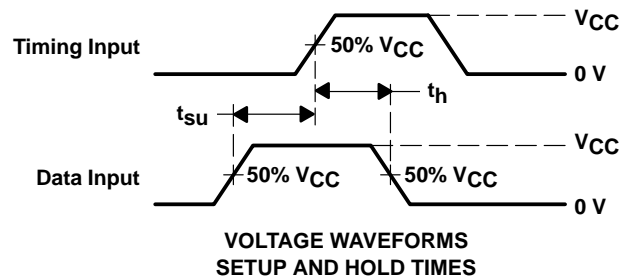 VCC
Timing Input
50% VCC
0 V
th
tsu
VCC
Data Input
50% VCC
50% VCC
0 V
VOLTAGE WAVEFORMS
SETUP AND HOLD TIMES